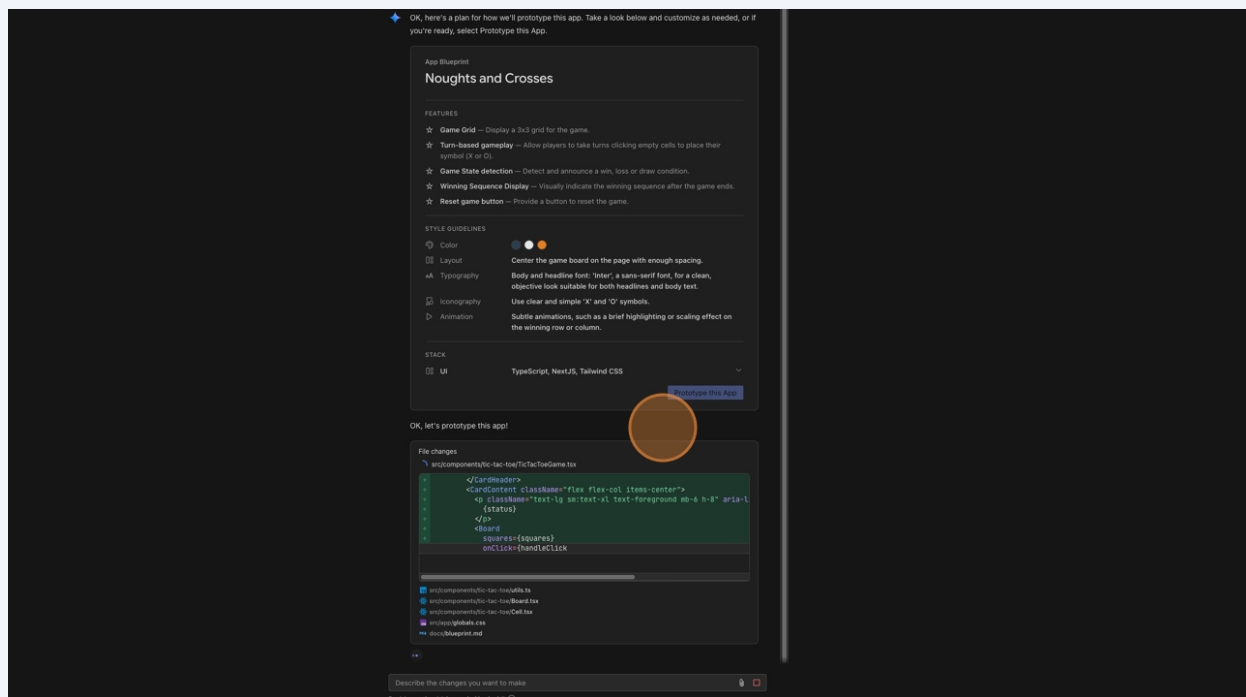 OK, here's a plan for how we'll prototype this app. Take a look below and customize as needed, or if
you're ready, select Prototype this App.
App Blueprint
Noughts and Crosses
FEATURES
Game Grid — Display a 3x3 grid for the game.
Turn-based gameplay — Allow players to take turns clicking empty cells to place their
symbol (X or O).
Game State detection — Detect and announce a win, loss or draw condition.
Winning Sequence Display — Visually indicate the winning sequence after the game ends.
Reset game button — Provide a button to reset the game.
STYLE GUIDELINES
Color
Layout Center the game board on the page with enough spacing.
Typography Body and headline font: 'Inter', a sans-serif font, for a clean,
objective look suitable for both headlines and body text.
Iconography Use clear and simple 'X' and 'O' symbols.
Animation Subtle animations, such as a brief highlighting or scaling effect on
the winning row or column.
STACK
UI TypeScript, NextJS, Tailwind CSS
Prototype this App
OK, let's prototype this app!
File changes
src/components/tic-tac-toe/TicTacToeGame.tsx
+ </CardHeader>
+ <CardContent className="flex flex-col items-center">
+ <p className="text-lg sm:text-xl text-foreground mb-6 h-8" aria-l
+ {status}
+ </p>
+ <Board
+ squares={squares}
onClick={handleClick
src/components/tic-tac-toe/utils.ts
src/components/tic-tac-toe/Board.tsx
src/components/tic-tac-toe/Cell.tsx
src/app/globals.css
docs/blueprint.md
Describe the changes you want to make